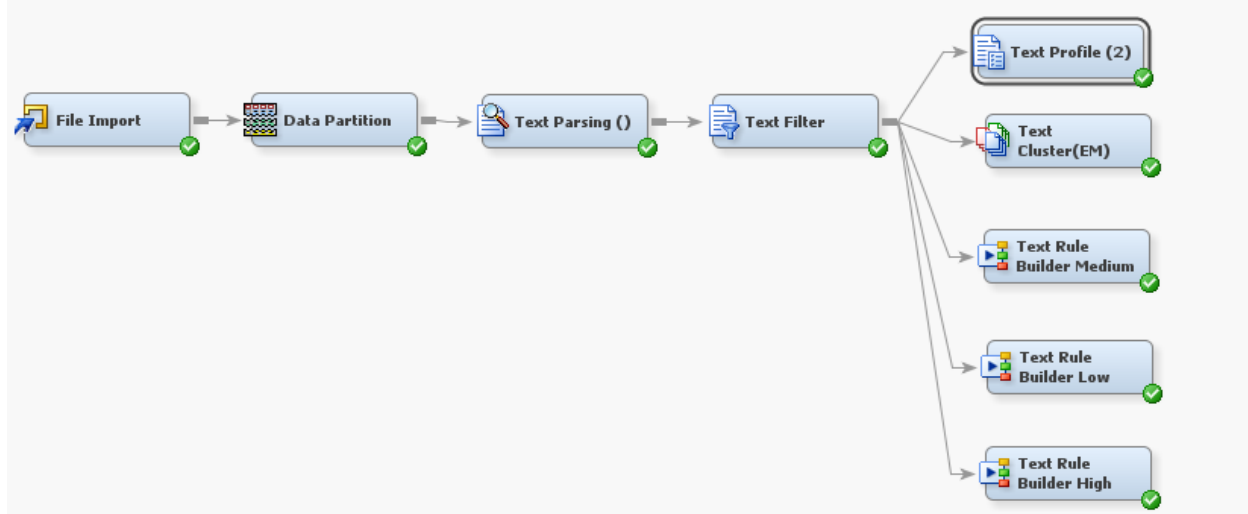 File Import
Data Partition
Text Parsing ()
Text Filter
Text Profile (2)
Text
Cluster(EM)
Text Rule
Builder Medium
Text Rule
Builder Low
Text Rule
Builder High